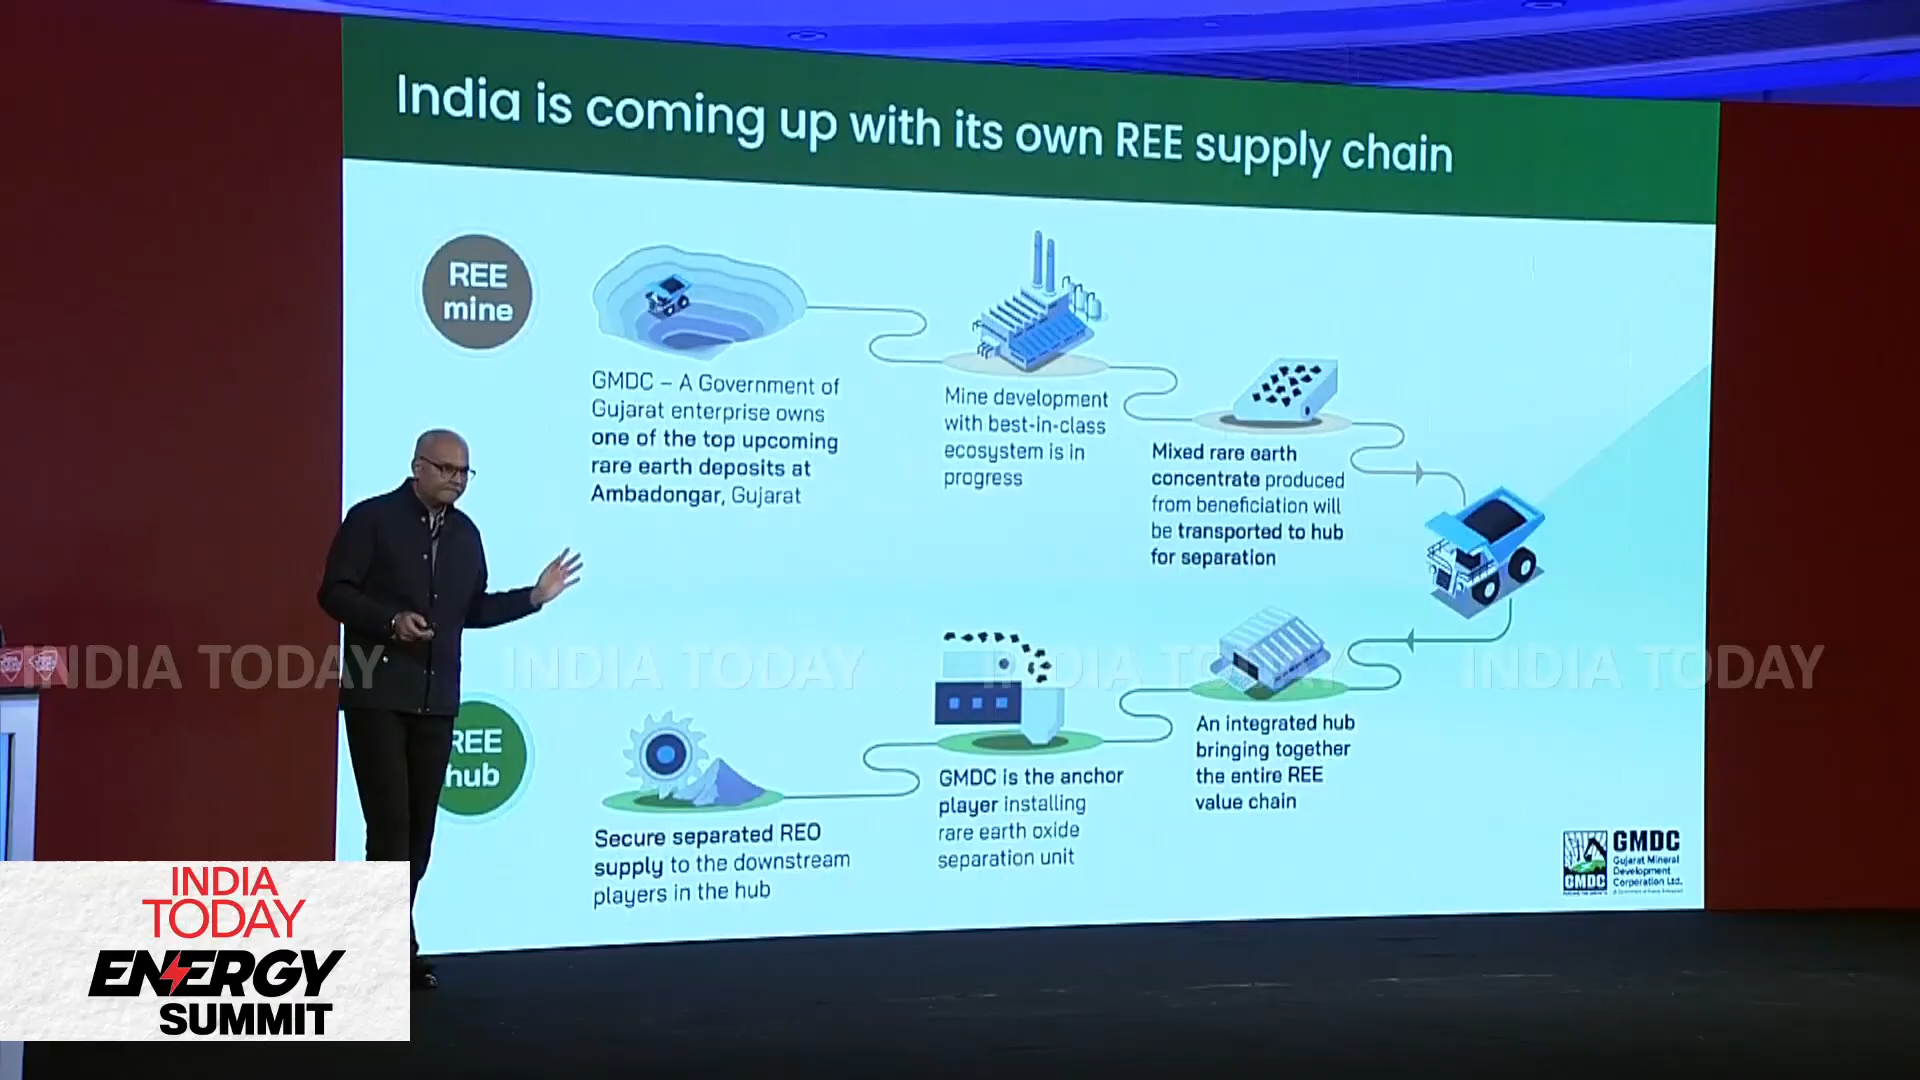 India is coming up with its own REE supply chain
REE
mine
GMDC – A Government of
Gujarat enterprise owns
one of the top upcoming
rare earth deposits at
Ambadongar, Gujarat
Mine development
with best-in-class
ecosystem is in
progress
Mixed rare earth
concentrate produced
from beneficiation will
be transported to hub
for separation
REE
hub
Secure separated REO
supply to the downstream
players in the hub
GMDC is the anchor
player installing
rare earth oxide
separation unit
An integrated hub
bringing together
the entire REE
value chain
GMDC
GMDC
Gujarat Mineral
Development
Corporation Ltd.
INDIA TODAY INDIA TODAY INDIA TODAY INDIA TODAY
INDIA
TODAY
ENERGY
SUMMIT